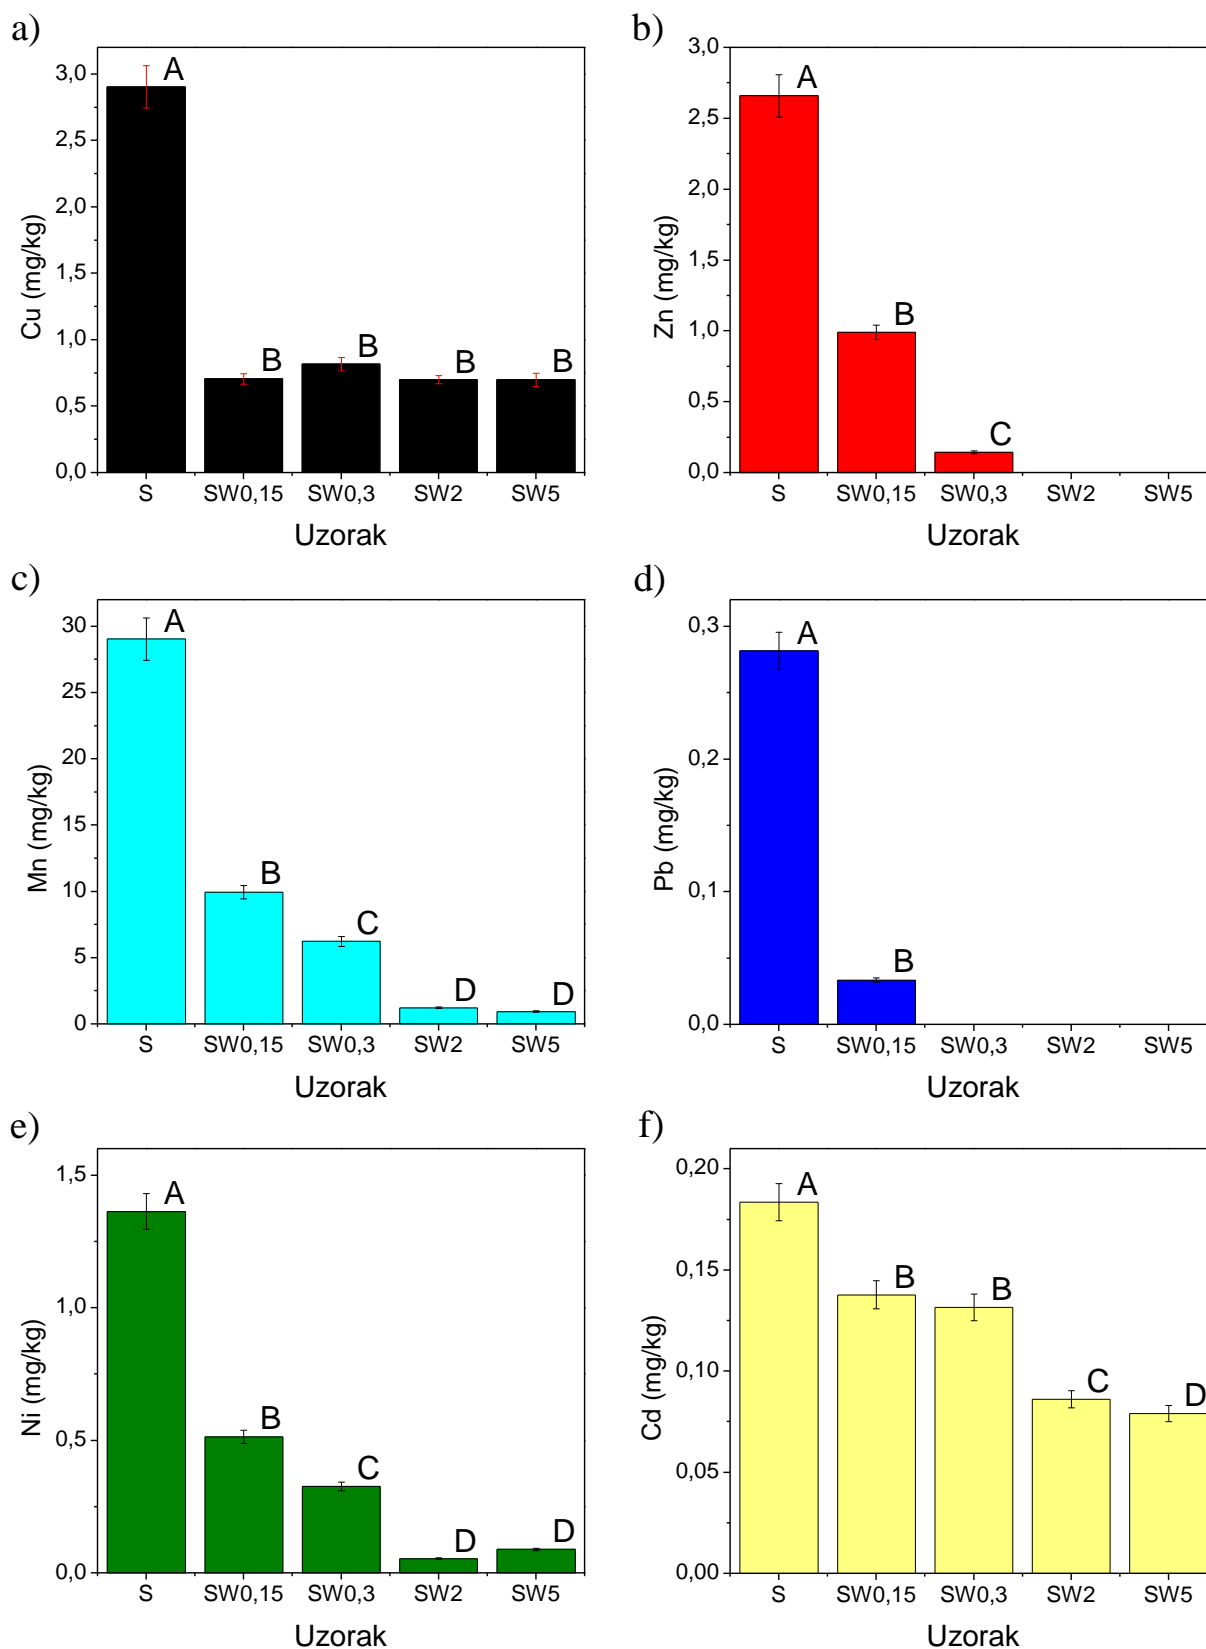 a)
3,0
2,5
2,0
1,5
1,0
0,5
0,0
Cu (mg/kg)
A
B
B
B
B
S
SW0,15
SW0,3
SW2
SW5
Uzorak
b)
3,0
2,5
2,0
1,5
1,0
0,5
0,0
Zn (mg/kg)
A
B
C
S
SW0,15
SW0,3
SW2
SW5
Uzorak
c)
30
25
20
15
10
5
0
Mn (mg/kg)
A
B
C
D
D
S
SW0,15
SW0,3
SW2
SW5
Uzorak
d)
0,3
0,2
0,1
0,0
Pb (mg/kg)
A
B
S
SW0,15
SW0,3
SW2
SW5
Uzorak
e)
1,5
1,0
0,5
0,0
Ni (mg/kg)
A
B
C
D
D
S
SW0,15
SW0,3
SW2
SW5
Uzorak
f)
0,20
0,15
0,10
0,05
0,00
Cd (mg/kg)
A
B
B
C
D
S
SW0,15
SW0,3
SW2
SW5
Uzorak